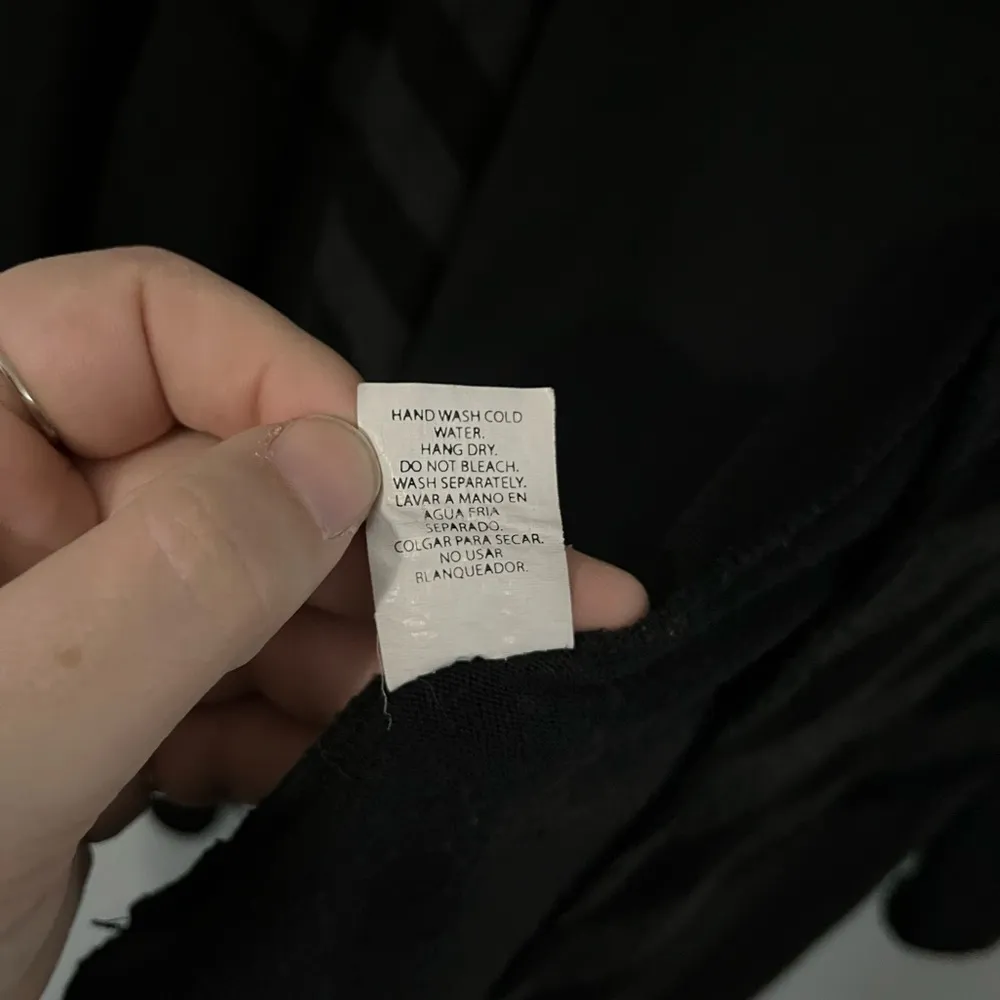 HAND WASH COLD
WATER.
HANG DRY.
DO NOT BLEACH.
WASH SEPARATELY.
LAVAR A MANO EN
AGUA FRIA
SEPARADO.
COLGAR PARA SECAR.
NO USAR
BLANQUEADOR.